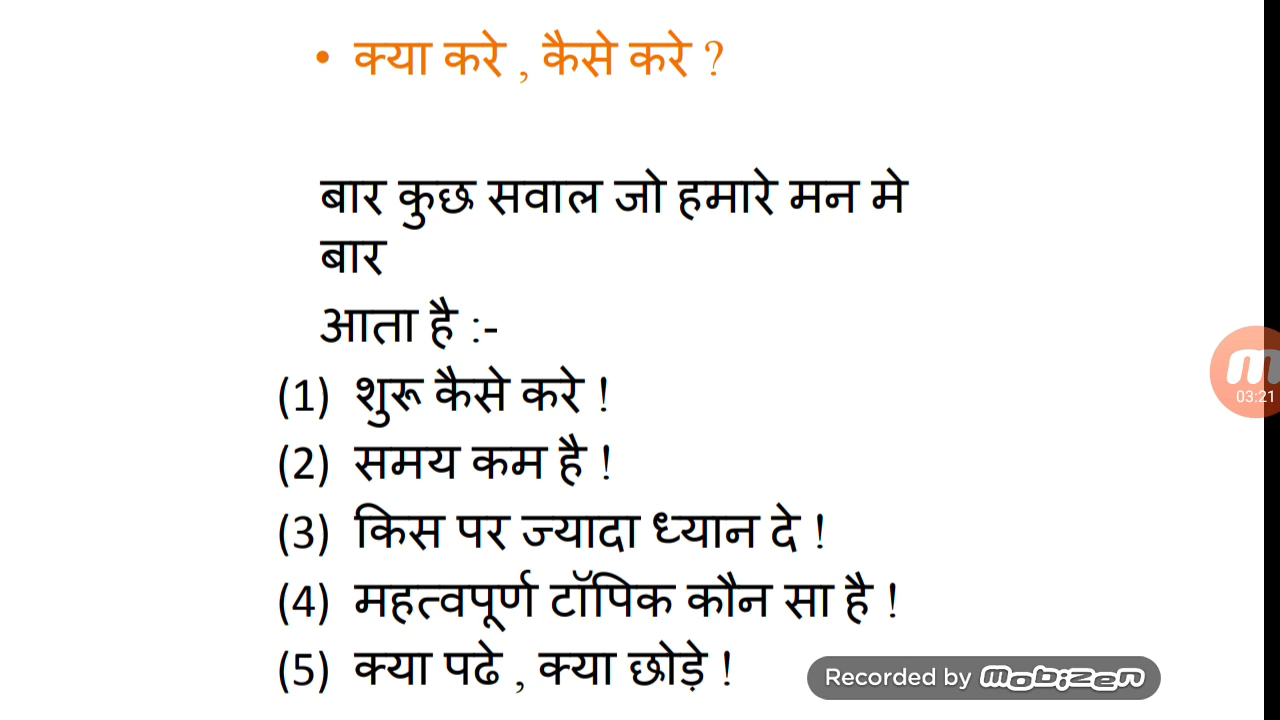 • क्या करे , कैसे करे ?
बार कुछ सवाल जो हमारे मन मे
बार
आता है :-
(1) शुरू कैसे करे !
(2) समय कम है !
(3) किस पर ज्यादा ध्यान दे !
(4) महत्वपूर्ण टॉपिक कौन सा है !
(5) क्या पढे , क्या छोड़े !
m
03:21
Recorded by Mobizen